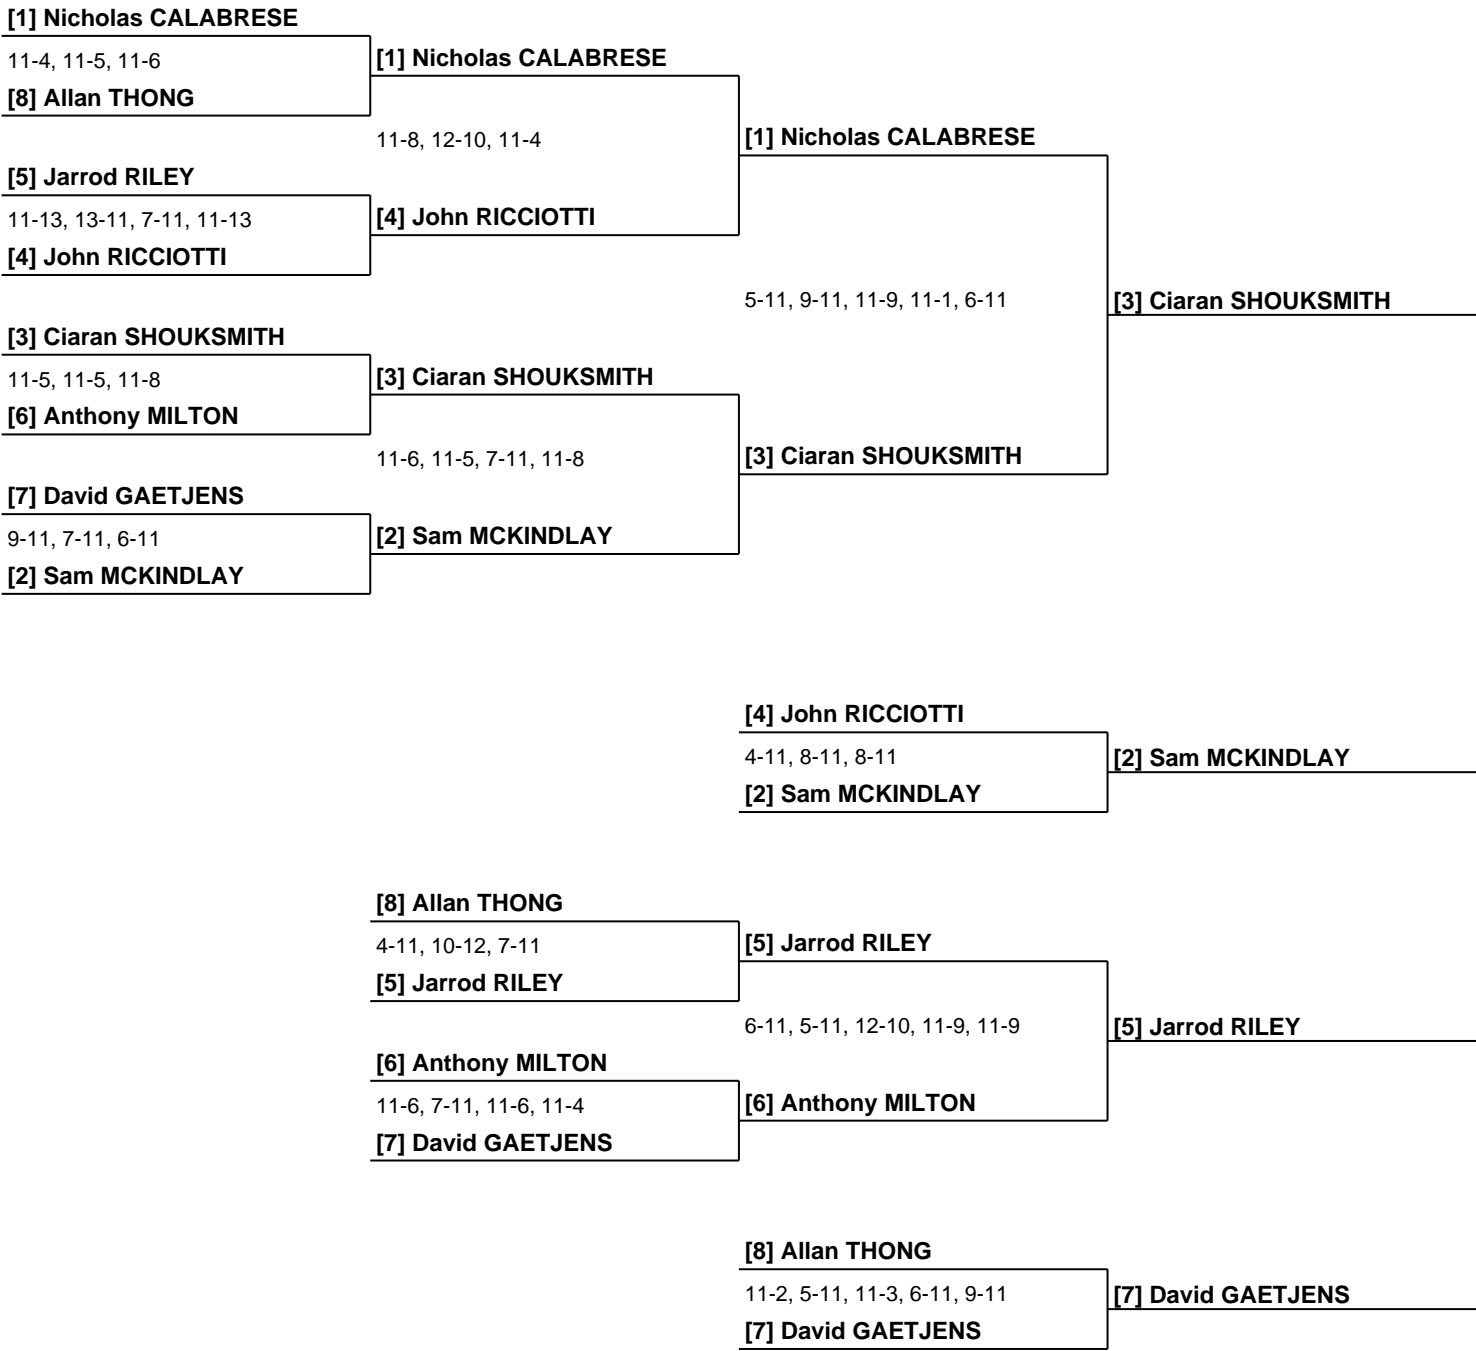 [1] Nicholas CALABRESE
11-4, 11-5, 11-6
[8] Allan THONG
[1] Nicholas CALABRESE
11-8, 12-10, 11-4
[1] Nicholas CALABRESE
[5] Jarrod RILEY
11-13, 13-11, 7-11, 11-13
[4] John RICCIOTTI
[4] John RICCIOTTI
5-11, 9-11, 11-9, 11-1, 6-11
[3] Ciaran SHOUKSMITH
[3] Ciaran SHOUKSMITH
11-5, 11-5, 11-8
[6] Anthony MILTON
[3] Ciaran SHOUKSMITH
11-6, 11-5, 7-11, 11-8
[3] Ciaran SHOUKSMITH
[7] David GAETJENS
9-11, 7-11, 6-11
[2] Sam MCKINDLAY
[2] Sam MCKINDLAY
[4] John RICCIOTTI
4-11, 8-11, 8-11
[2] Sam MCKINDLAY
[2] Sam MCKINDLAY
[8] Allan THONG
4-11, 10-12, 7-11
[5] Jarrod RILEY
[5] Jarrod RILEY
6-11, 5-11, 12-10, 11-9, 11-9
[5] Jarrod RILEY
[6] Anthony MILTON
11-6, 7-11, 11-6, 11-4
[7] David GAETJENS
[6] Anthony MILTON
[8] Allan THONG
11-2, 5-11, 11-3, 6-11, 9-11
[7] David GAETJENS
[7] David GAETJENS